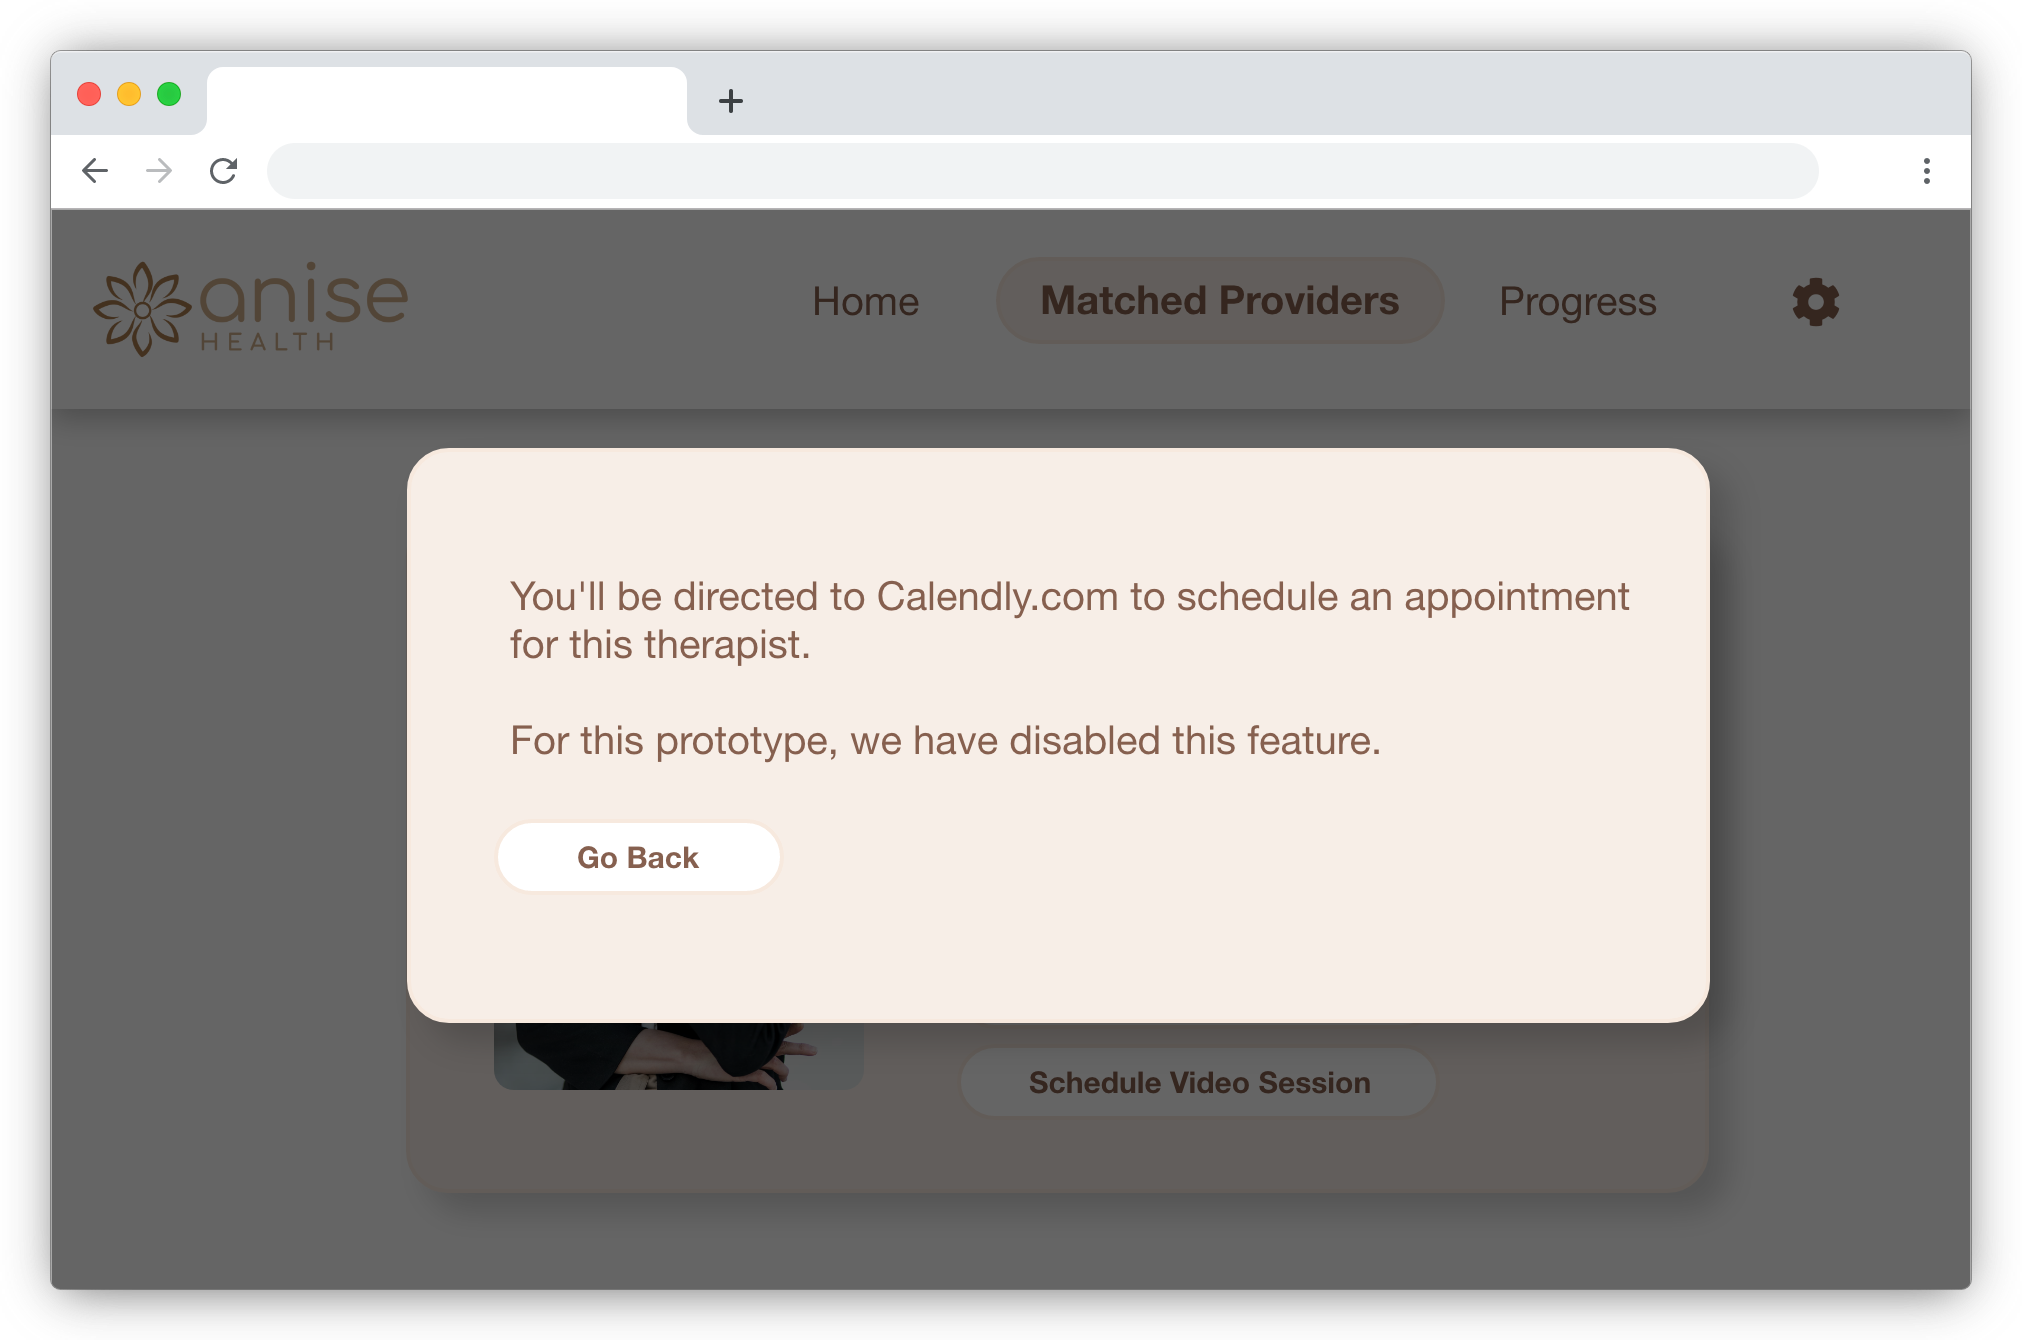 anise
HEALTH
Home
Matched Providers
Progress
You'll be directed to Calendly.com to schedule an appointment
for this therapist.
For this prototype, we have disabled this feature.
Go Back
Schedule Video Session